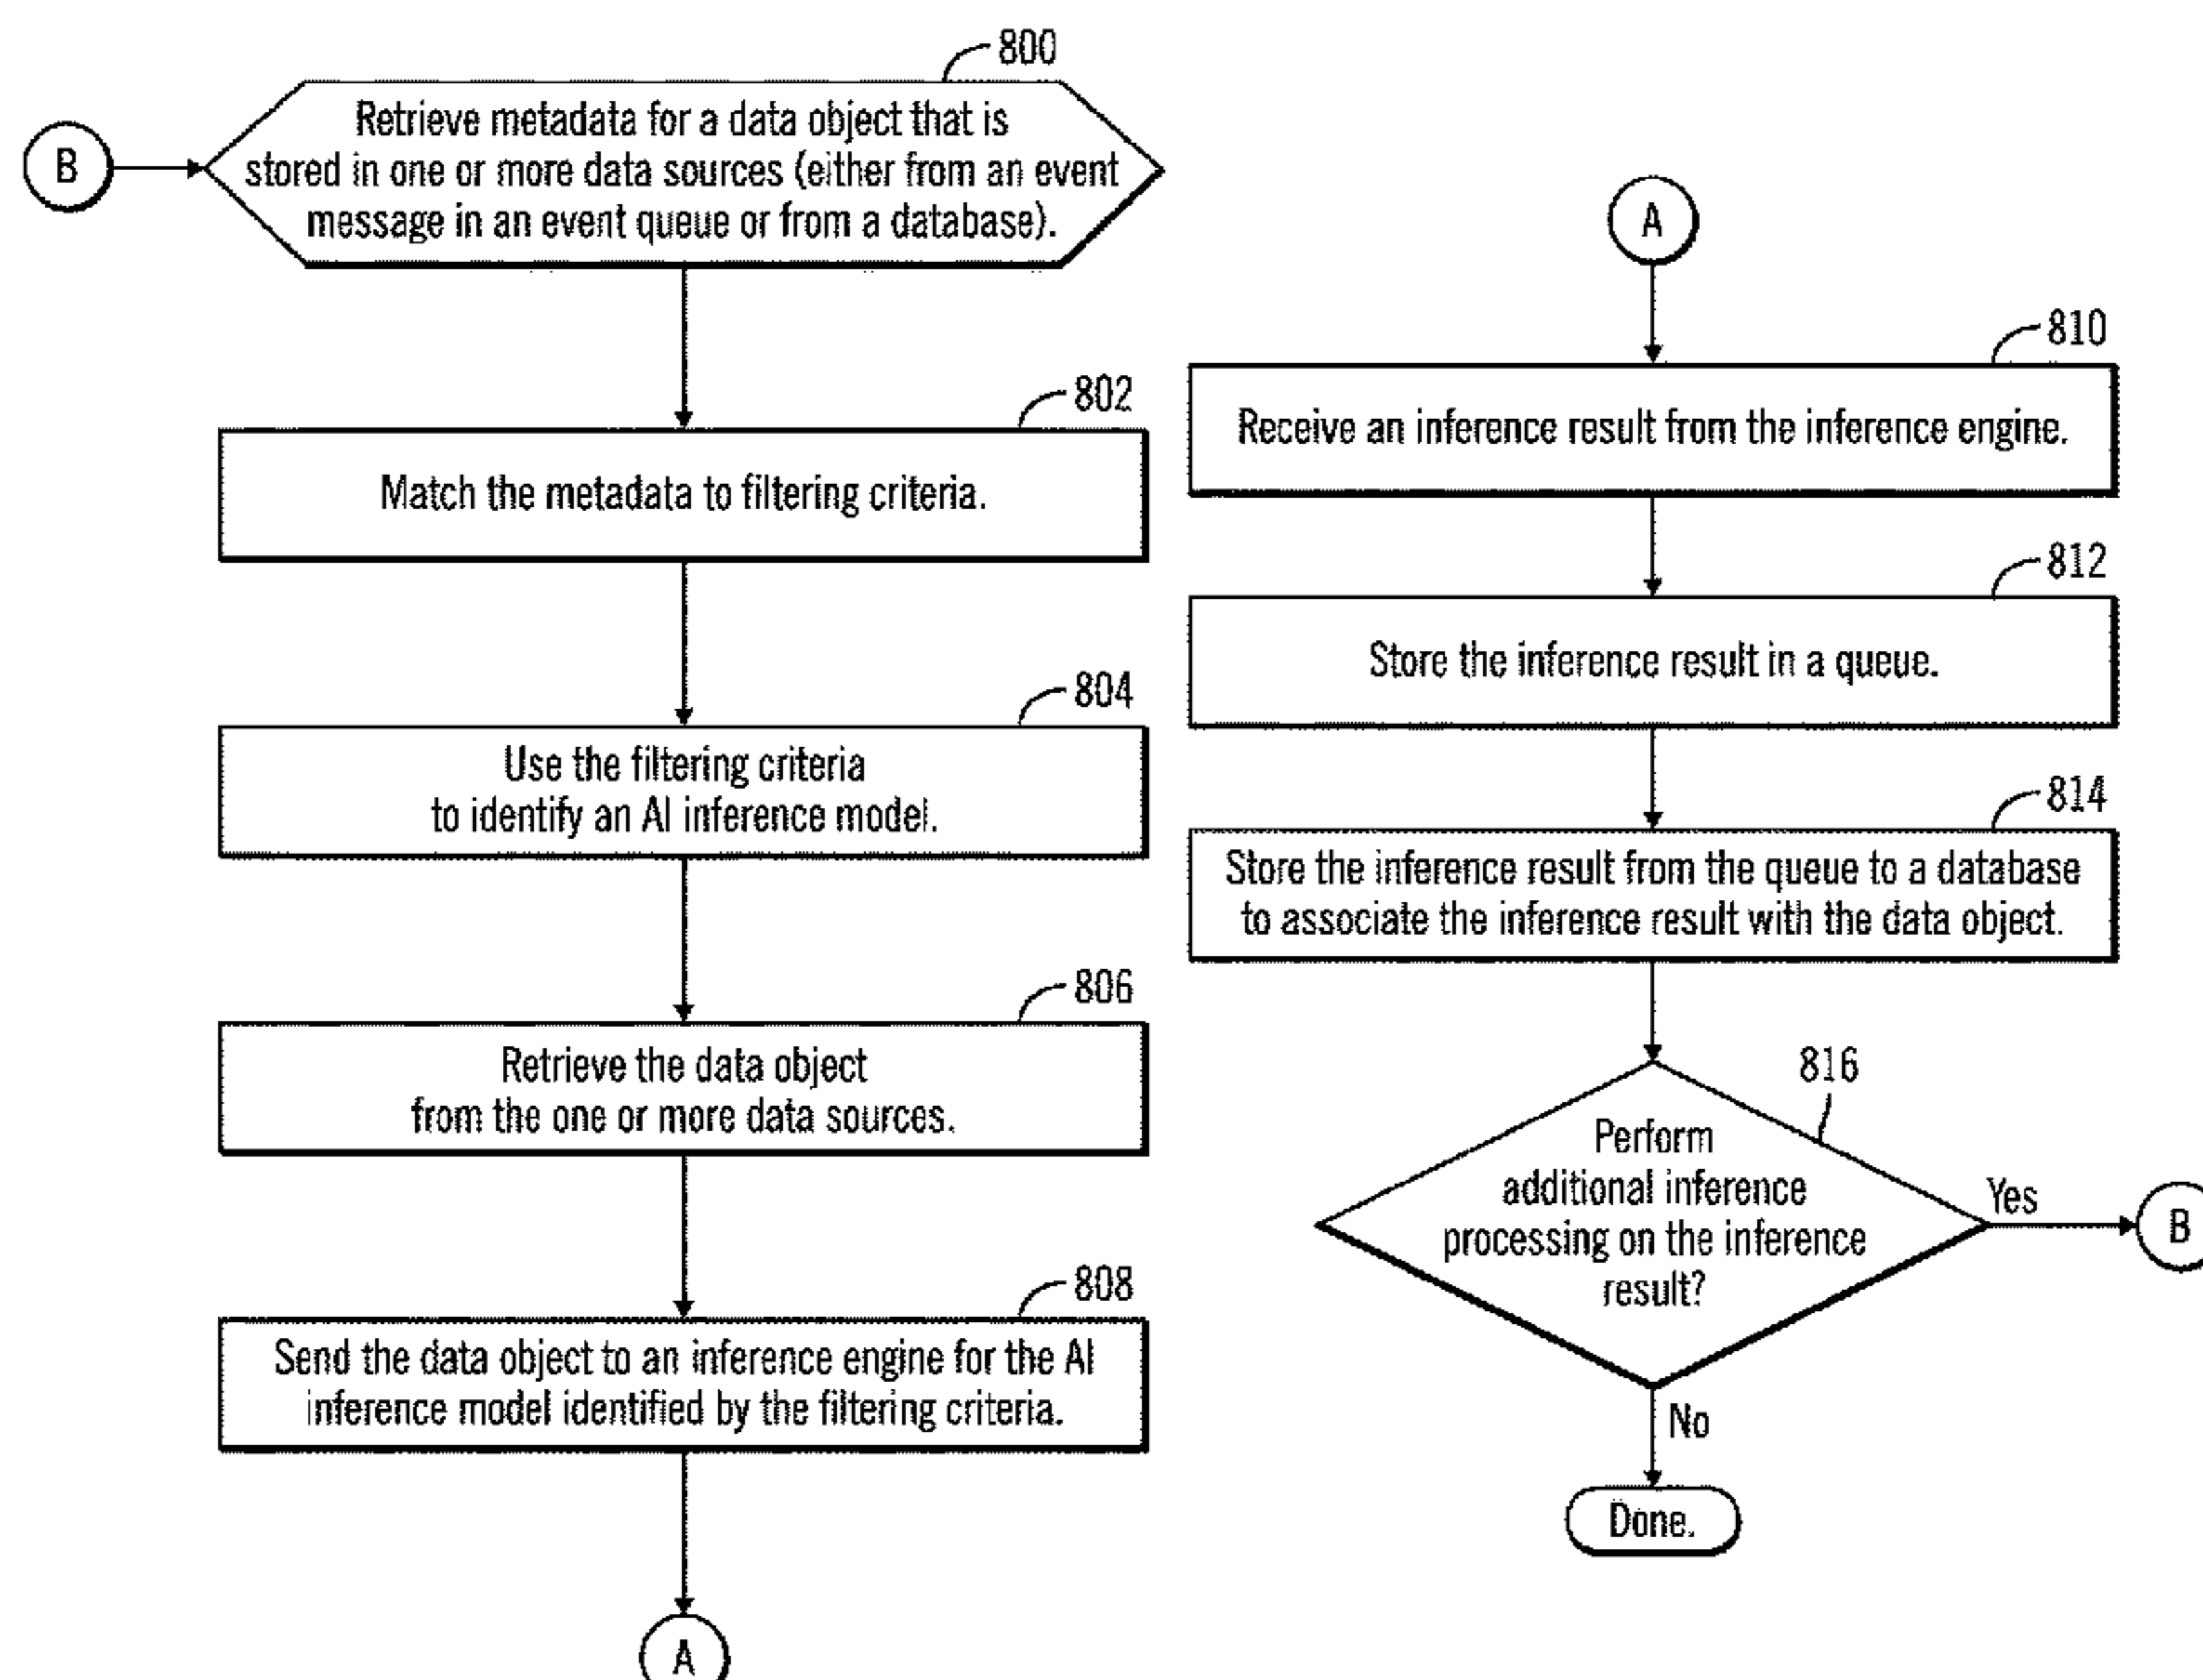 800
B
Retrieve metadata for a data object that is
stored in one or more data sources (either from an event
message in an event queue or from a database).
802
Match the metadata to filtering criteria.
804
Use the filtering criteria
to identify an AI inference model.
806
Retrieve the data object
from the one or more data sources.
808
Send the data object to an inference engine for the AI
inference model identified by the filtering criteria.
A
A
810
Receive an inference result from the inference engine.
812
Store the inference result in a queue.
814
Store the inference result from the queue to a database
to associate the inference result with the data object.
816
Perform
additional inference
processing on the inference
result?
Yes
B
No
Done.